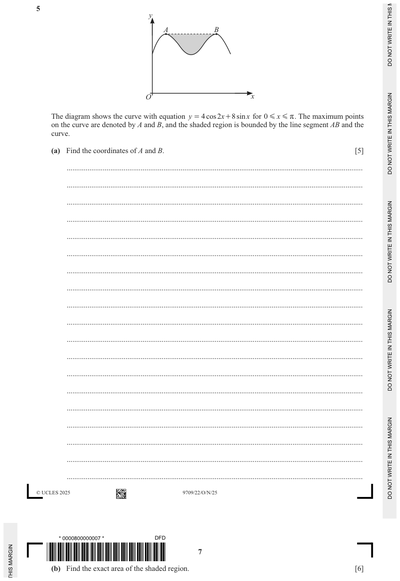 5
y
A
B
O
x
The diagram shows the curve with equation y = 4 cos 2x + 8 sin x for 0 ⩽ x ⩽ π. The maximum points
on the curve are denoted by A and B, and the shaded region is bounded by the line segment AB and the
curve.
(a) Find the coordinates of A and B. [5]
© UCLES 2025 9709/22/O/N/25
* 0000800000007 * DFD
7
(b) Find the exact area of the shaded region. [6]
DO NOT WRITE IN THIS MARGIN
DO NOT WRITE IN THIS MARGIN
DO NOT WRITE IN THIS MARGIN
DO NOT WRITE IN THIS MARGIN
DO NOT WRITE IN THIS MARGIN
THIS MARGIN